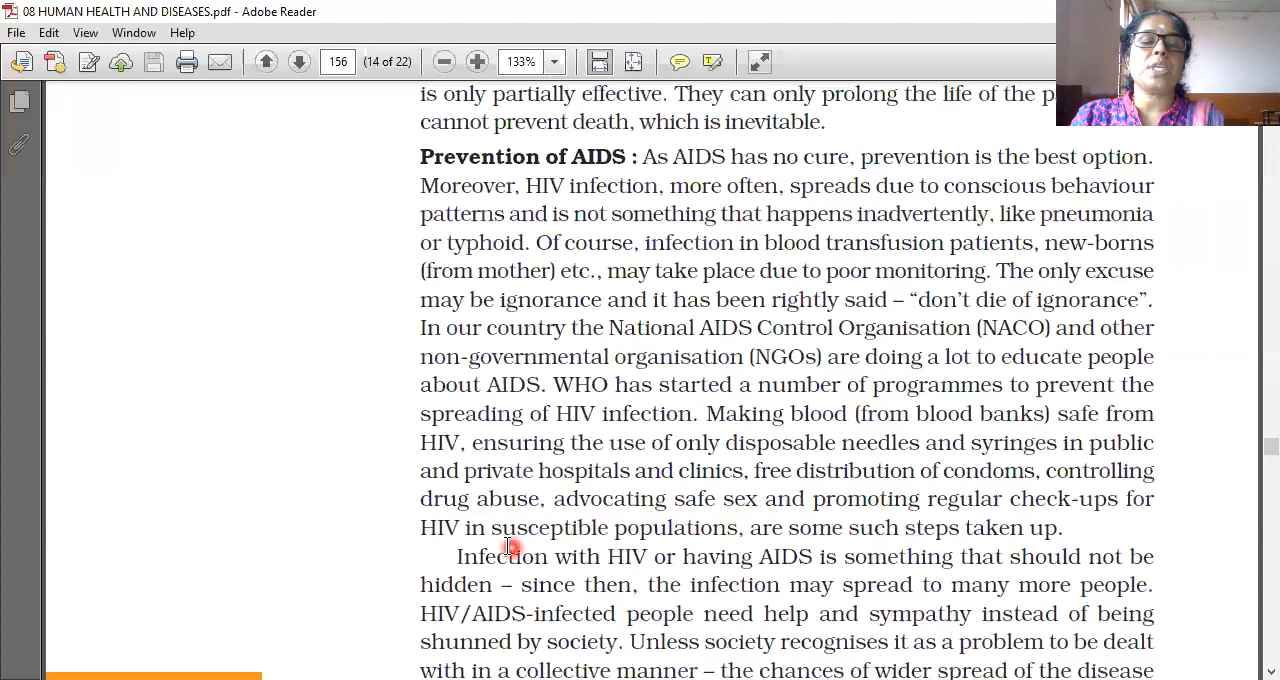 08 HUMAN HEALTH AND DISEASES.pdf - Adobe Reader
File Edit View Window Help
156 (14 of 22) 133%
is only partially effective. They can only prolong the life of the
cannot prevent death, which is inevitable.
Prevention of AIDS : As AIDS has no cure, prevention is the best option.
Moreover, HIV infection, more often, spreads due to conscious behaviour
patterns and is not something that happens inadvertently, like pneumonia
or typhoid. Of course, infection in blood transfusion patients, new-borns
(from mother) etc., may take place due to poor monitoring. The only excuse
may be ignorance and it has been rightly said – “don’t die of ignorance”.
In our country the National AIDS Control Organisation (NACO) and other
non-governmental organisation (NGOs) are doing a lot to educate people
about AIDS. WHO has started a number of programmes to prevent the
spreading of HIV infection. Making blood (from blood banks) safe from
HIV, ensuring the use of only disposable needles and syringes in public
and private hospitals and clinics, free distribution of condoms, controlling
drug abuse, advocating safe sex and promoting regular check-ups for
HIV in susceptible populations, are some such steps taken up.
Infection with HIV or having AIDS is something that should not be
hidden – since then, the infection may spread to many more people.
HIV/AIDS-infected people need help and sympathy instead of being
shunned by society. Unless society recognises it as a problem to be dealt
with in a collective manner – the chances of wider spread of the disease